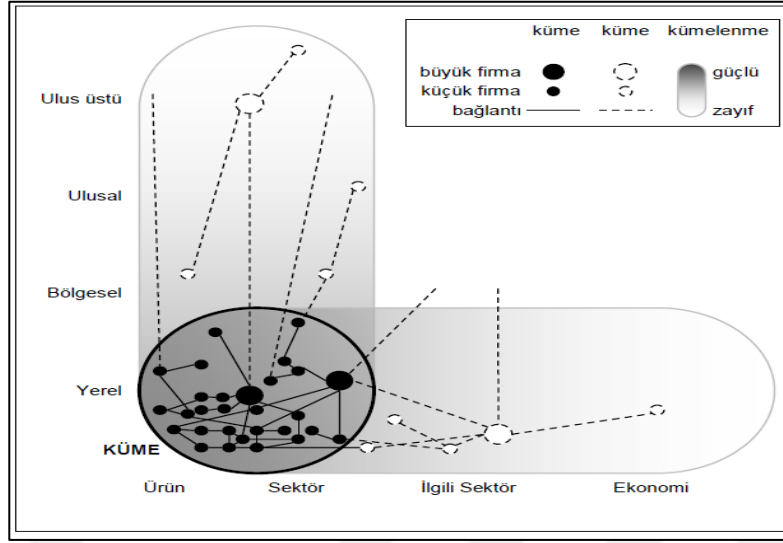 küme küme kümelenme
büyük firma güçlü
küçük firma
bağlantı zayıf
Ulus üstü
Ulusal
Bölgesel
Yerel
KÜME
Ürün Sektör İlgili Sektör Ekonomi